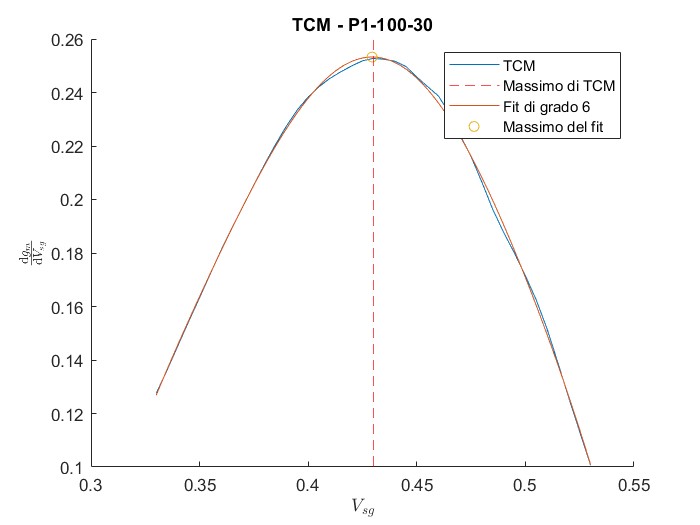 TCM - P1-100-30
0.26
0.24
0.22
0.2
0.18
0.16
0.14
0.12
0.1
dgm
dVsg
TCM
Massimo di TCM
Fit di grado 6
Massimo del fit
0.3 0.35 0.4 0.45 0.5 0.55
Vsg